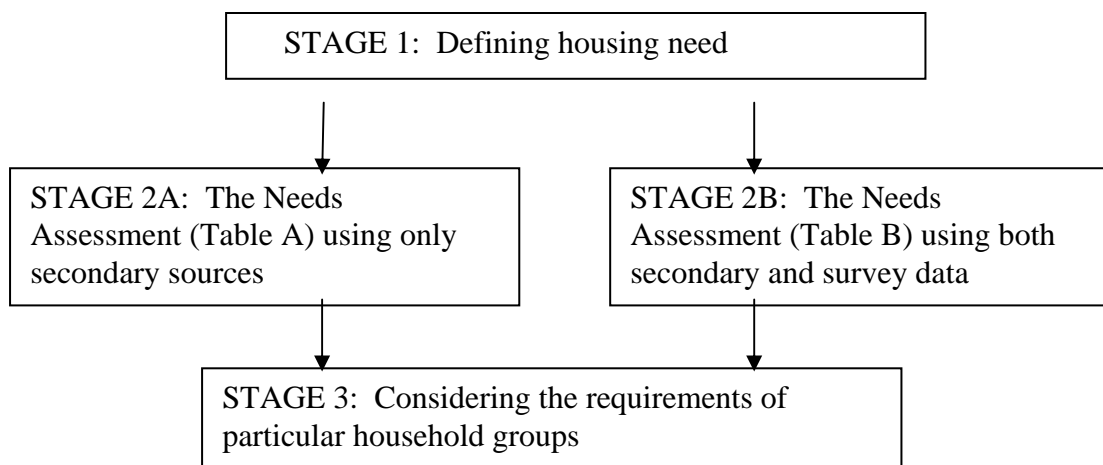 STAGE 1:  Defining housing need
STAGE 2A:  The Needs
Assessment (Table A) using only
secondary sources
STAGE 2B:  The Needs
Assessment (Table B) using both
secondary and survey data
STAGE 3:  Considering the requirements of
particular household groups